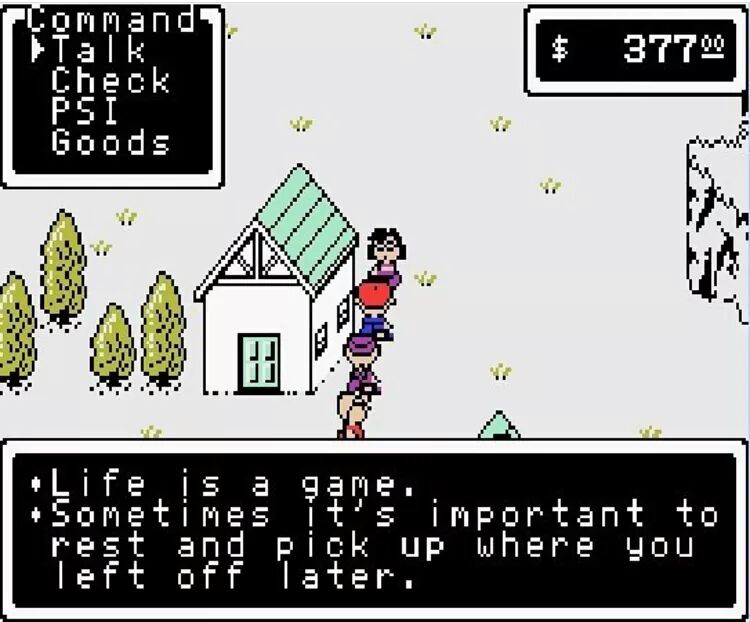 Command
▶Talk
Check
PSI
Goods
$ 37700
•Life is a game.
•Sometimes it's important to
rest and pick up where you
left off later.